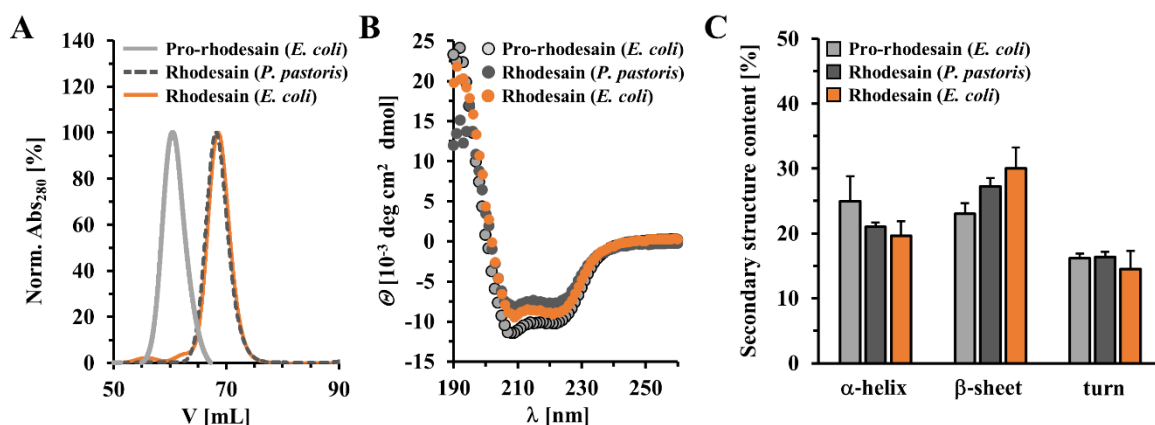 A
Norm. Abs280 [%]
140
120
100
80
60
40
20
0
50
70
90
V [mL]
Pro-rhodesain (E. coli)
Rhodesain (P. pastoris)
Rhodesain (E. coli)
B
Θ [10-3 deg cm2 dmol]
25
20
15
10
5
0
-5
-10
-15
190
210
230
250
λ [nm]
Pro-rhodesain (E. coli)
Rhodesain (P. pastoris)
Rhodesain (E. coli)
C
Secondary structure content [%]
50
40
30
20
10
0
α-helix
β-sheet
turn
Pro-rhodesain (E. coli)
Rhodesain (P. pastoris)
Rhodesain (E. coli)